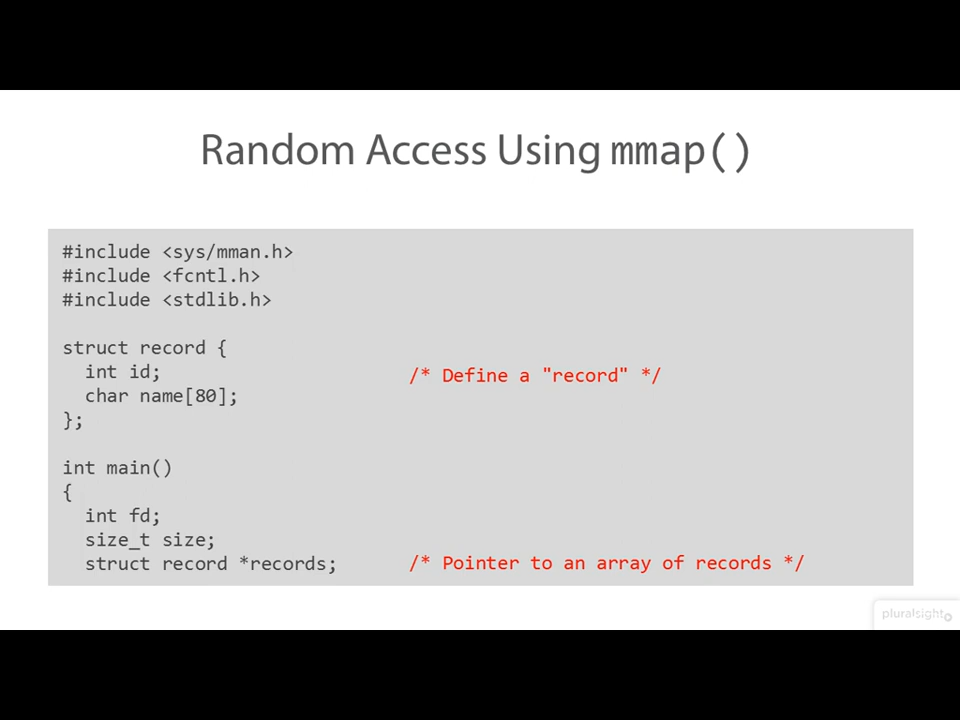 Random Access Using mmap()
#include <sys/mman.h>
#include <fcntl.h>
#include <stdlib.h>
struct record {
  int id;
/* Define a "record" */
  char name[80];
};
int main()
{
  int fd;
  size_t size;
  struct record *records; /* Pointer to an array of records */
pluralsight